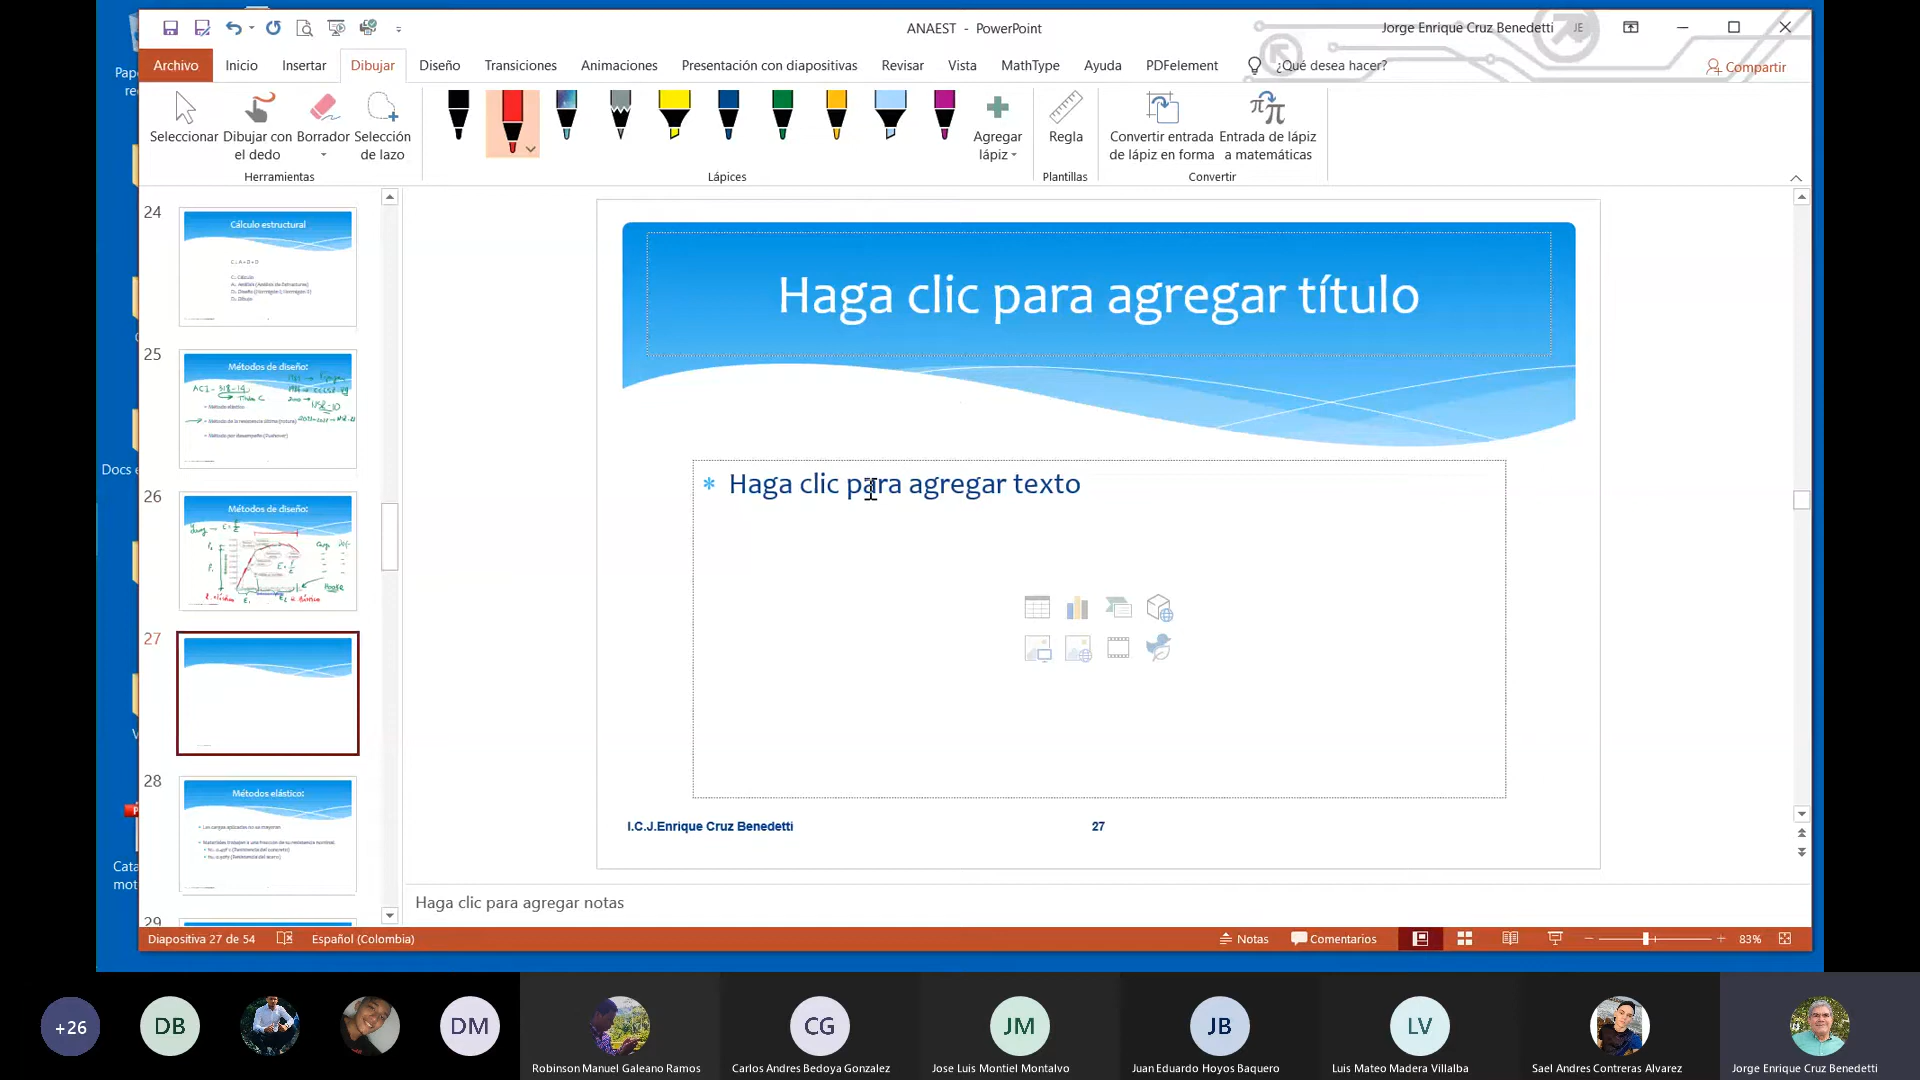 ANAEST - PowerPoint
Jorge Enrique Cruz Benedetti
JE
Archivo
Inicio
Insertar
Dibujar
Diseño
Transiciones
Animaciones
Presentación con diapositivas
Revisar
Vista
MathType
Ayuda
PDFelement
¿Qué desea hacer?
Compartir
Seleccionar
Dibujar con
el dedo
Borrador
Selección
de lazo
Herramientas
Agregar
lápiz
Lápices
Regla
Plantillas
Convertir entrada
de lápiz en forma
Entrada de lápiz
a matemáticas
Convertir
Docs e
Cata
mot
24
Cálculo estructural
C = A + D + D
25
Métodos de diseño:
Método elástico
26
Métodos de diseño:
27
28
Métodos elástico:
29
Haga clic para agregar título
* Haga clic para agregar texto
I.C.J.Enrique Cruz Benedetti
27
Haga clic para agregar notas
Diapositiva 27 de 54
Español (Colombia)
Notas
Comentarios
83%
+26
DB
DM
CG
JM
JB
LV
Robinson Manuel Galeano Ramos
Carlos Andres Bedoya Gonzalez
Jose Luis Montiel Montalvo
Juan Eduardo Hoyos Baquero
Luis Mateo Madera Villalba
Sael Andres Contreras Alvarez
Jorge Enrique Cruz Benedetti